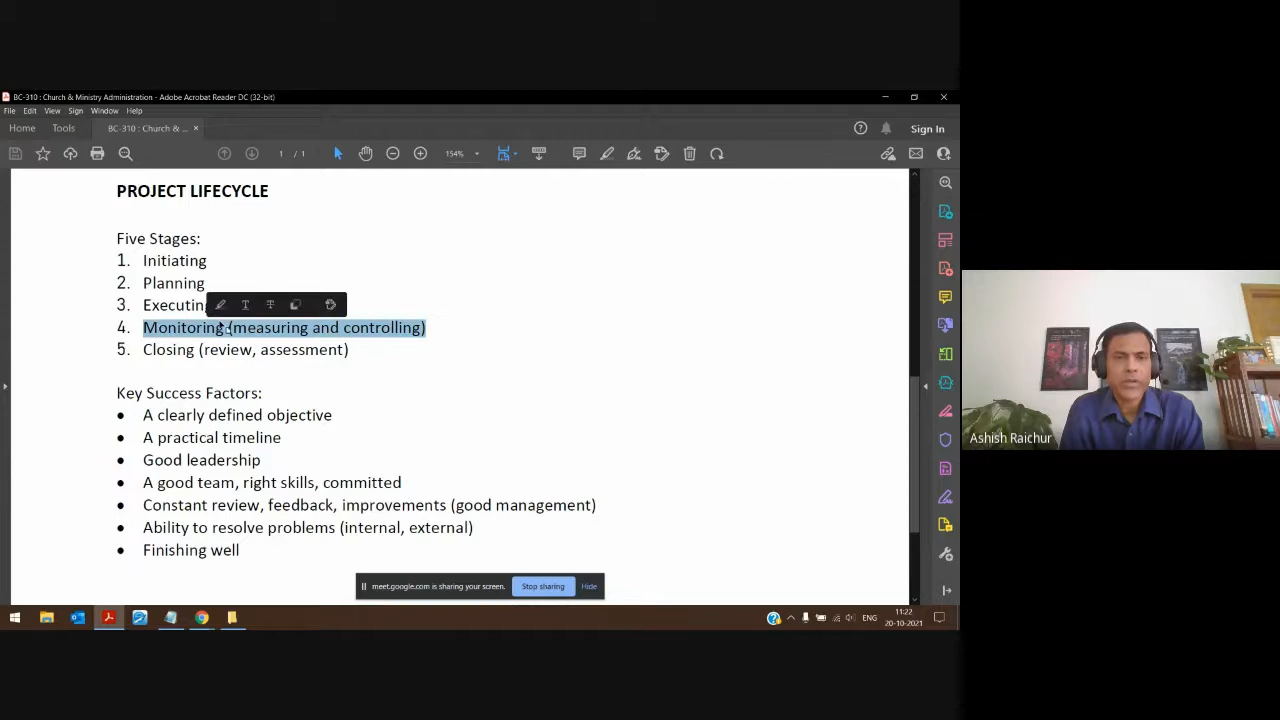 BC-310 : Church & Ministry Administration - Adobe Acrobat Reader DC (32-bit)
File Edit View Sign Window Help
Home Tools BC-310 : Church & ... × Sign In
1 / 1 154%
PROJECT LIFECYCLE
Five Stages:
1. Initiating
2. Planning
3. Executing
4. Monitoring (measuring and controlling)
5. Closing (review, assessment)
Key Success Factors:
• A clearly defined objective
• A practical timeline
• Good leadership
• A good team, right skills, committed
• Constant review, feedback, improvements (good management)
• Ability to resolve problems (internal, external)
• Finishing well
meet.google.com is sharing your screen. Stop sharing Hide
Ashish Raichur
ENG
11:22
20-10-2021